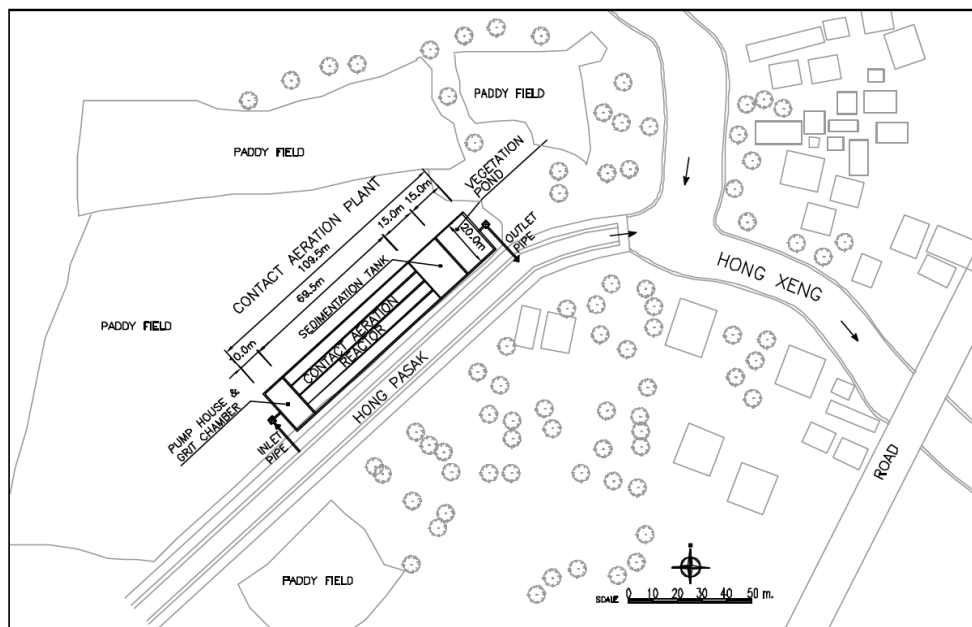 PADDY FIELD
PADDY FIELD
VEGETATION
POND
15.0m
15.0m
CONTACT AERATION PLANT
109.5m
20.0m
OUTLET
PIPE
69.5m
SEDIMENTATION TANK
HONG XENG
PADDY FIELD
CONTACT AERATION
REACTOR
10.0m
HONG PASAK
PUMP HOUSE &
GRIT CHAMBER
INLET
PIPE
ROAD
PADDY FIELD
SCALE 0 10 20 30 40 50 m.